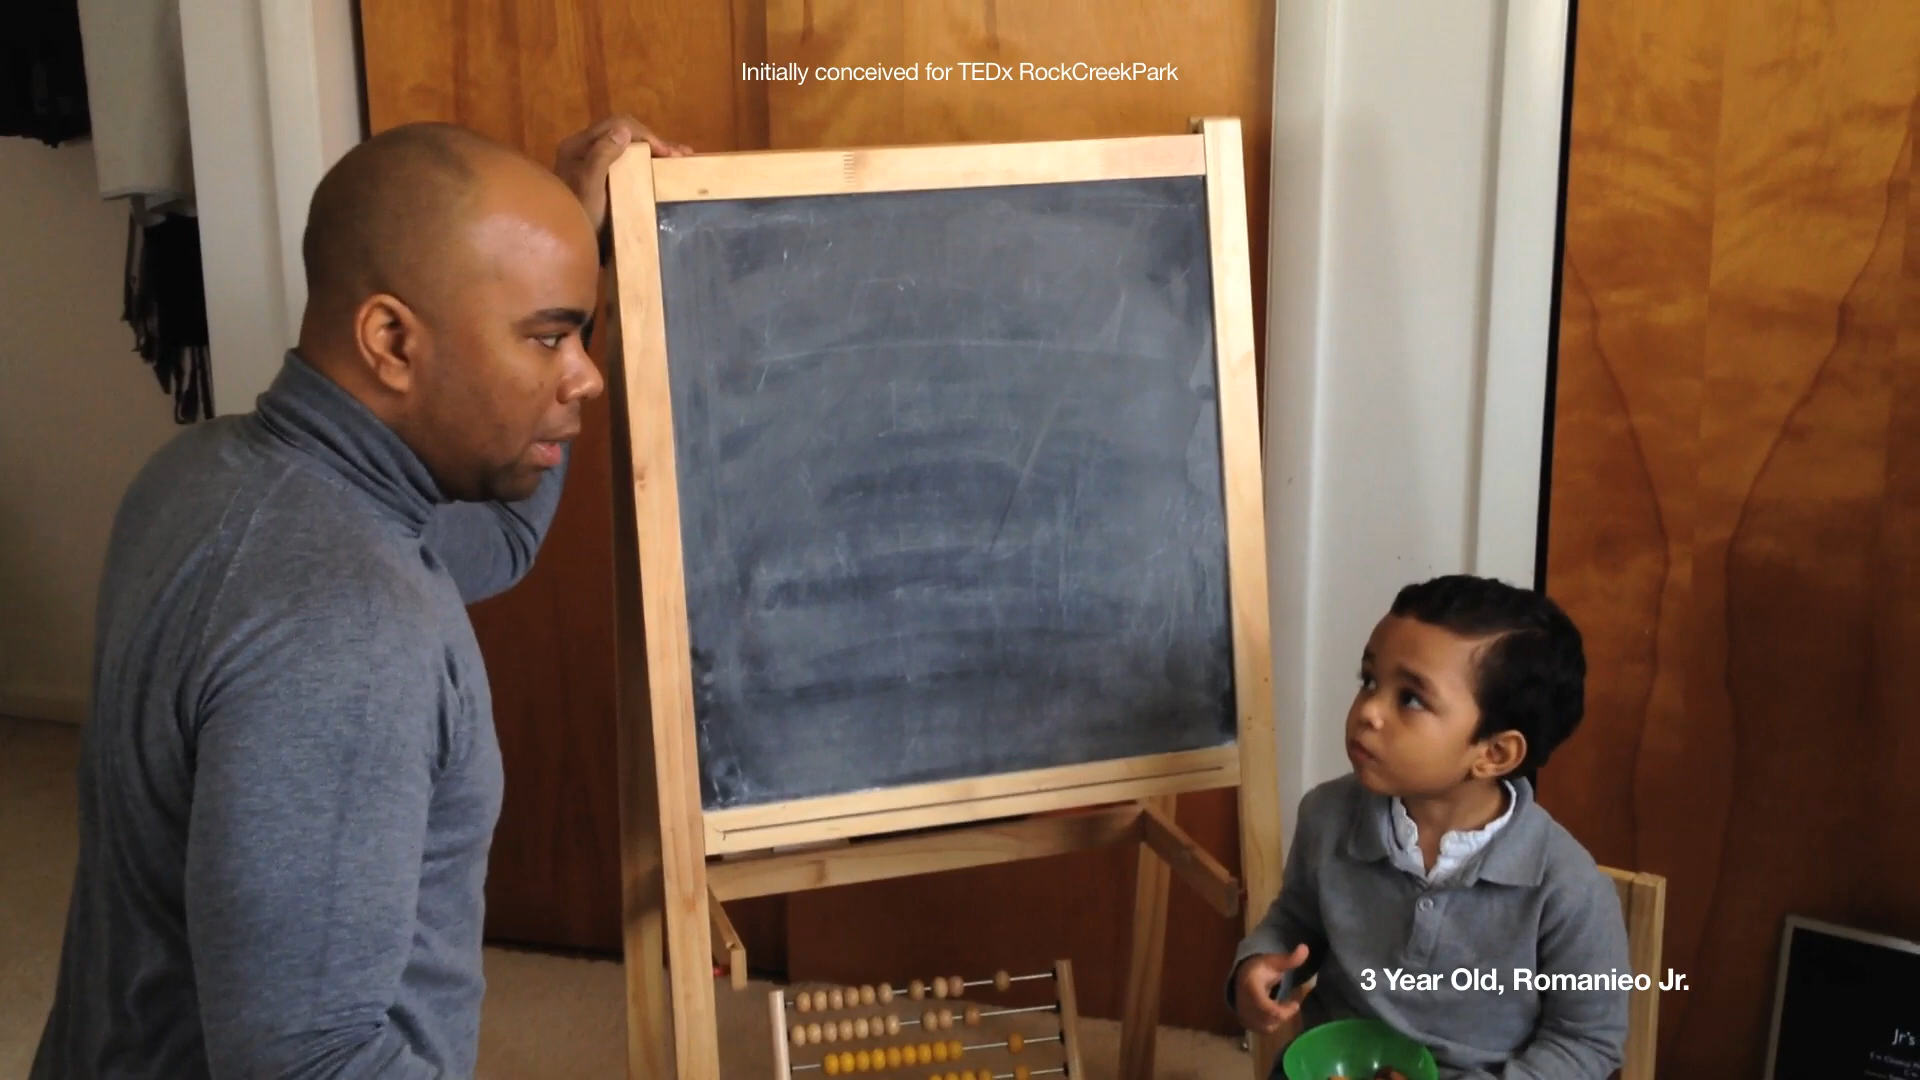 Initially conceived for TEDx RockCreekPark
3 Year Old, Romanieo Jr.
Jr's